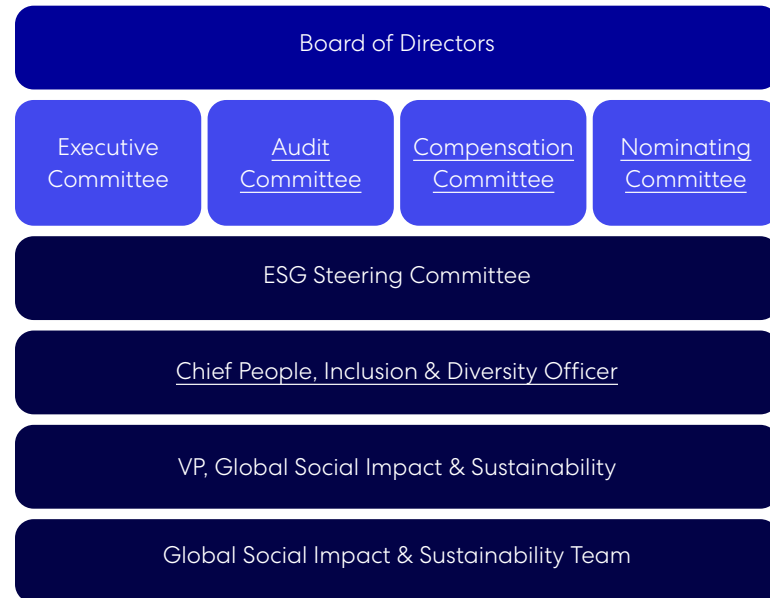 Board of Directors
Executive
Committee
Audit
Committee
Compensation
Committee
Nominating
Committee
ESG Steering Committee
Chief People, Inclusion & Diversity Officer
VP, Global Social Impact & Sustainability
Global Social Impact & Sustainability Team